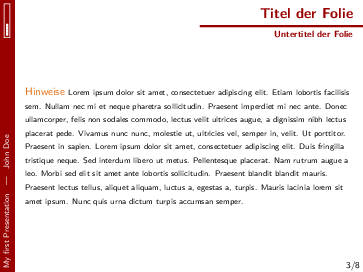 Titel der Folie
Untertitel der Folie
Hinweise Lorem ipsum dolor sit amet, consectetuer adipiscing elit. Etiam lobortis facilisis
sem. Nullam nec mi et neque pharetra sollicitudin. Praesent imperdiet mi nec ante. Donec
ullamcorper, felis non sodales commodo, lectus velit ultrices augue, a dignissim nibh lectus
placerat pede. Vivamus nunc nunc, molestie ut, ultricies vel, semper in, velit. Ut porttitor.
Praesent in sapien. Lorem ipsum dolor sit amet, consectetuer adipiscing elit. Duis fringilla
tristique neque. Sed interdum libero ut metus. Pellentesque placerat. Nam rutrum augue a
leo. Morbi sed elit sit amet ante lobortis sollicitudin. Praesent blandit blandit mauris.
Praesent lectus tellus, aliquet aliquam, luctus a, egestas a, turpis. Mauris lacinia lorem sit
amet ipsum. Nunc quis urna dictum turpis accumsan semper.
My first Presentation — John Doe
3/8